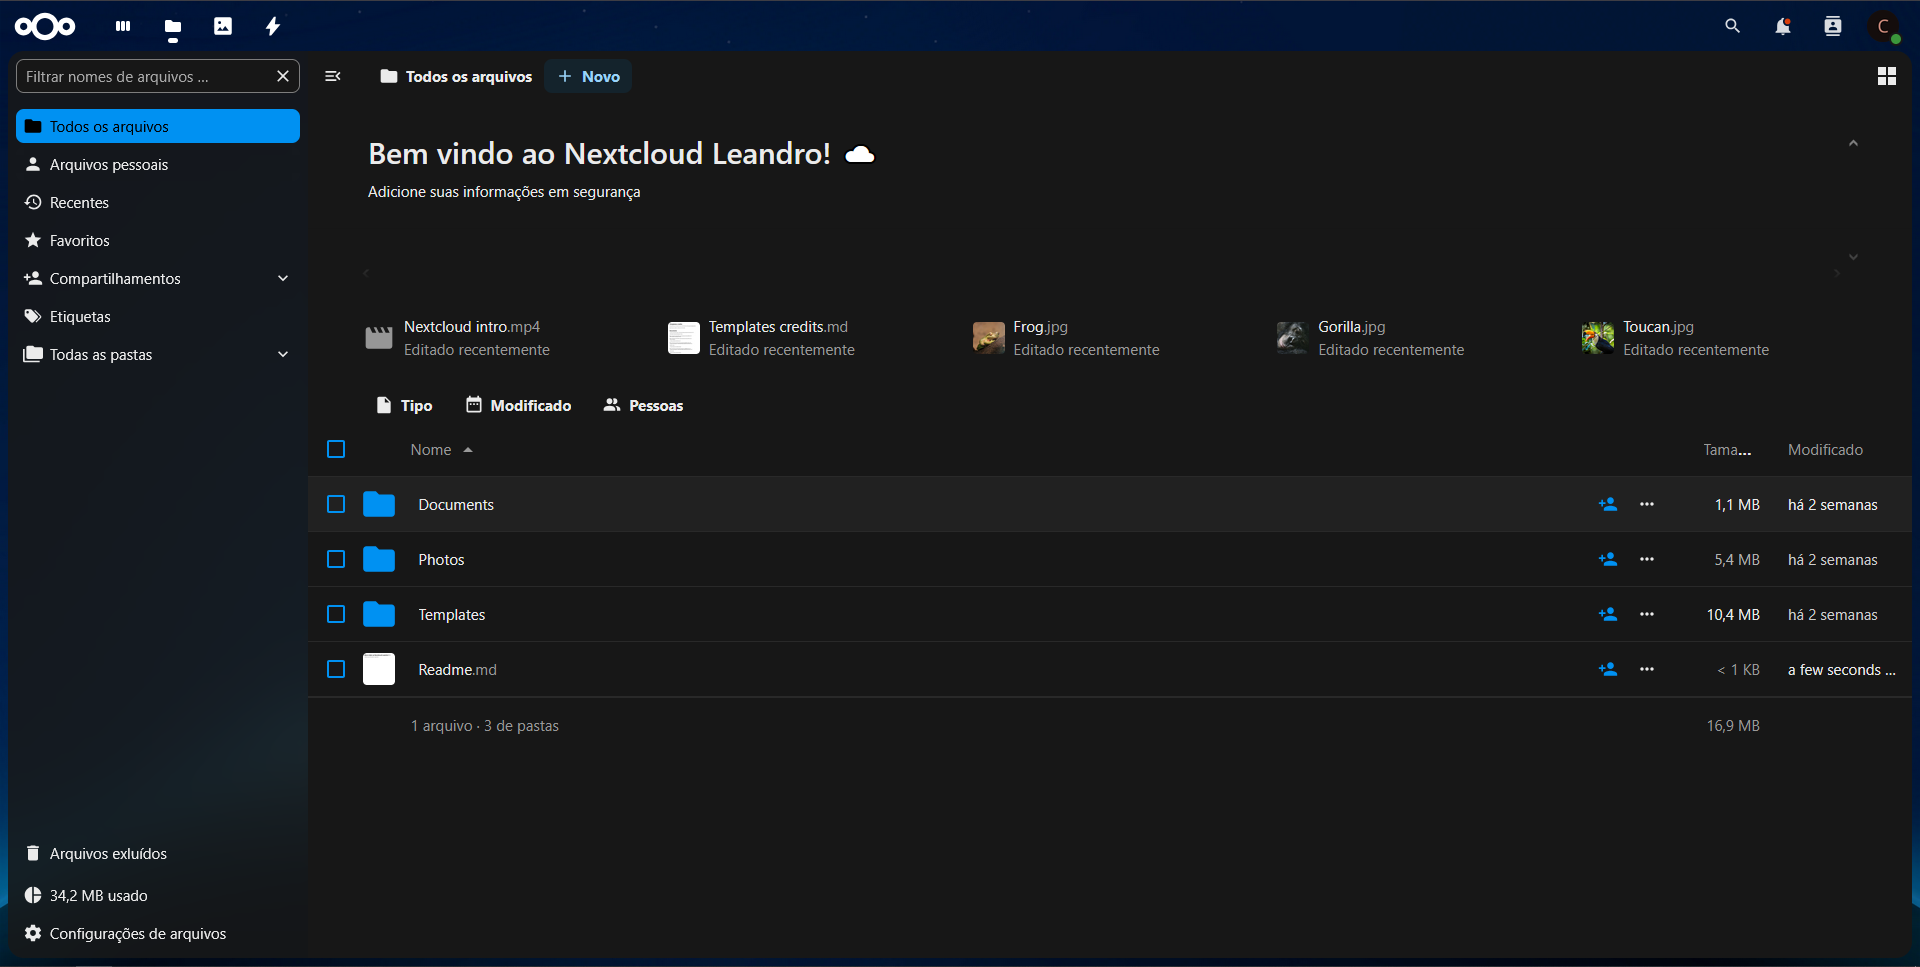 C
Filtrar nomes de arquivos ...
Todos os arquivos
+ Novo
Todos os arquivos
Arquivos pessoais
Recentes
Favoritos
Compartilhamentos
Etiquetas
Todas as pastas
Bem vindo ao Nextcloud Leandro!
Adicione suas informações em segurança
Nextcloud intro.mp4
Editado recentemente
Templates credits.md
Editado recentemente
Frog.jpg
Editado recentemente
Gorilla.jpg
Editado recentemente
Toucan.jpg
Editado recentemente
Tipo Modificado Pessoas
Nome Tama... Modificado
Documents 1,1 MB há 2 semanas
Photos 5,4 MB há 2 semanas
Templates 10,4 MB há 2 semanas
Readme.md < 1 KB a few seconds ...
1 arquivo · 3 de pastas 16,9 MB
Arquivos exluídos
34,2 MB usado
Configurações de arquivos